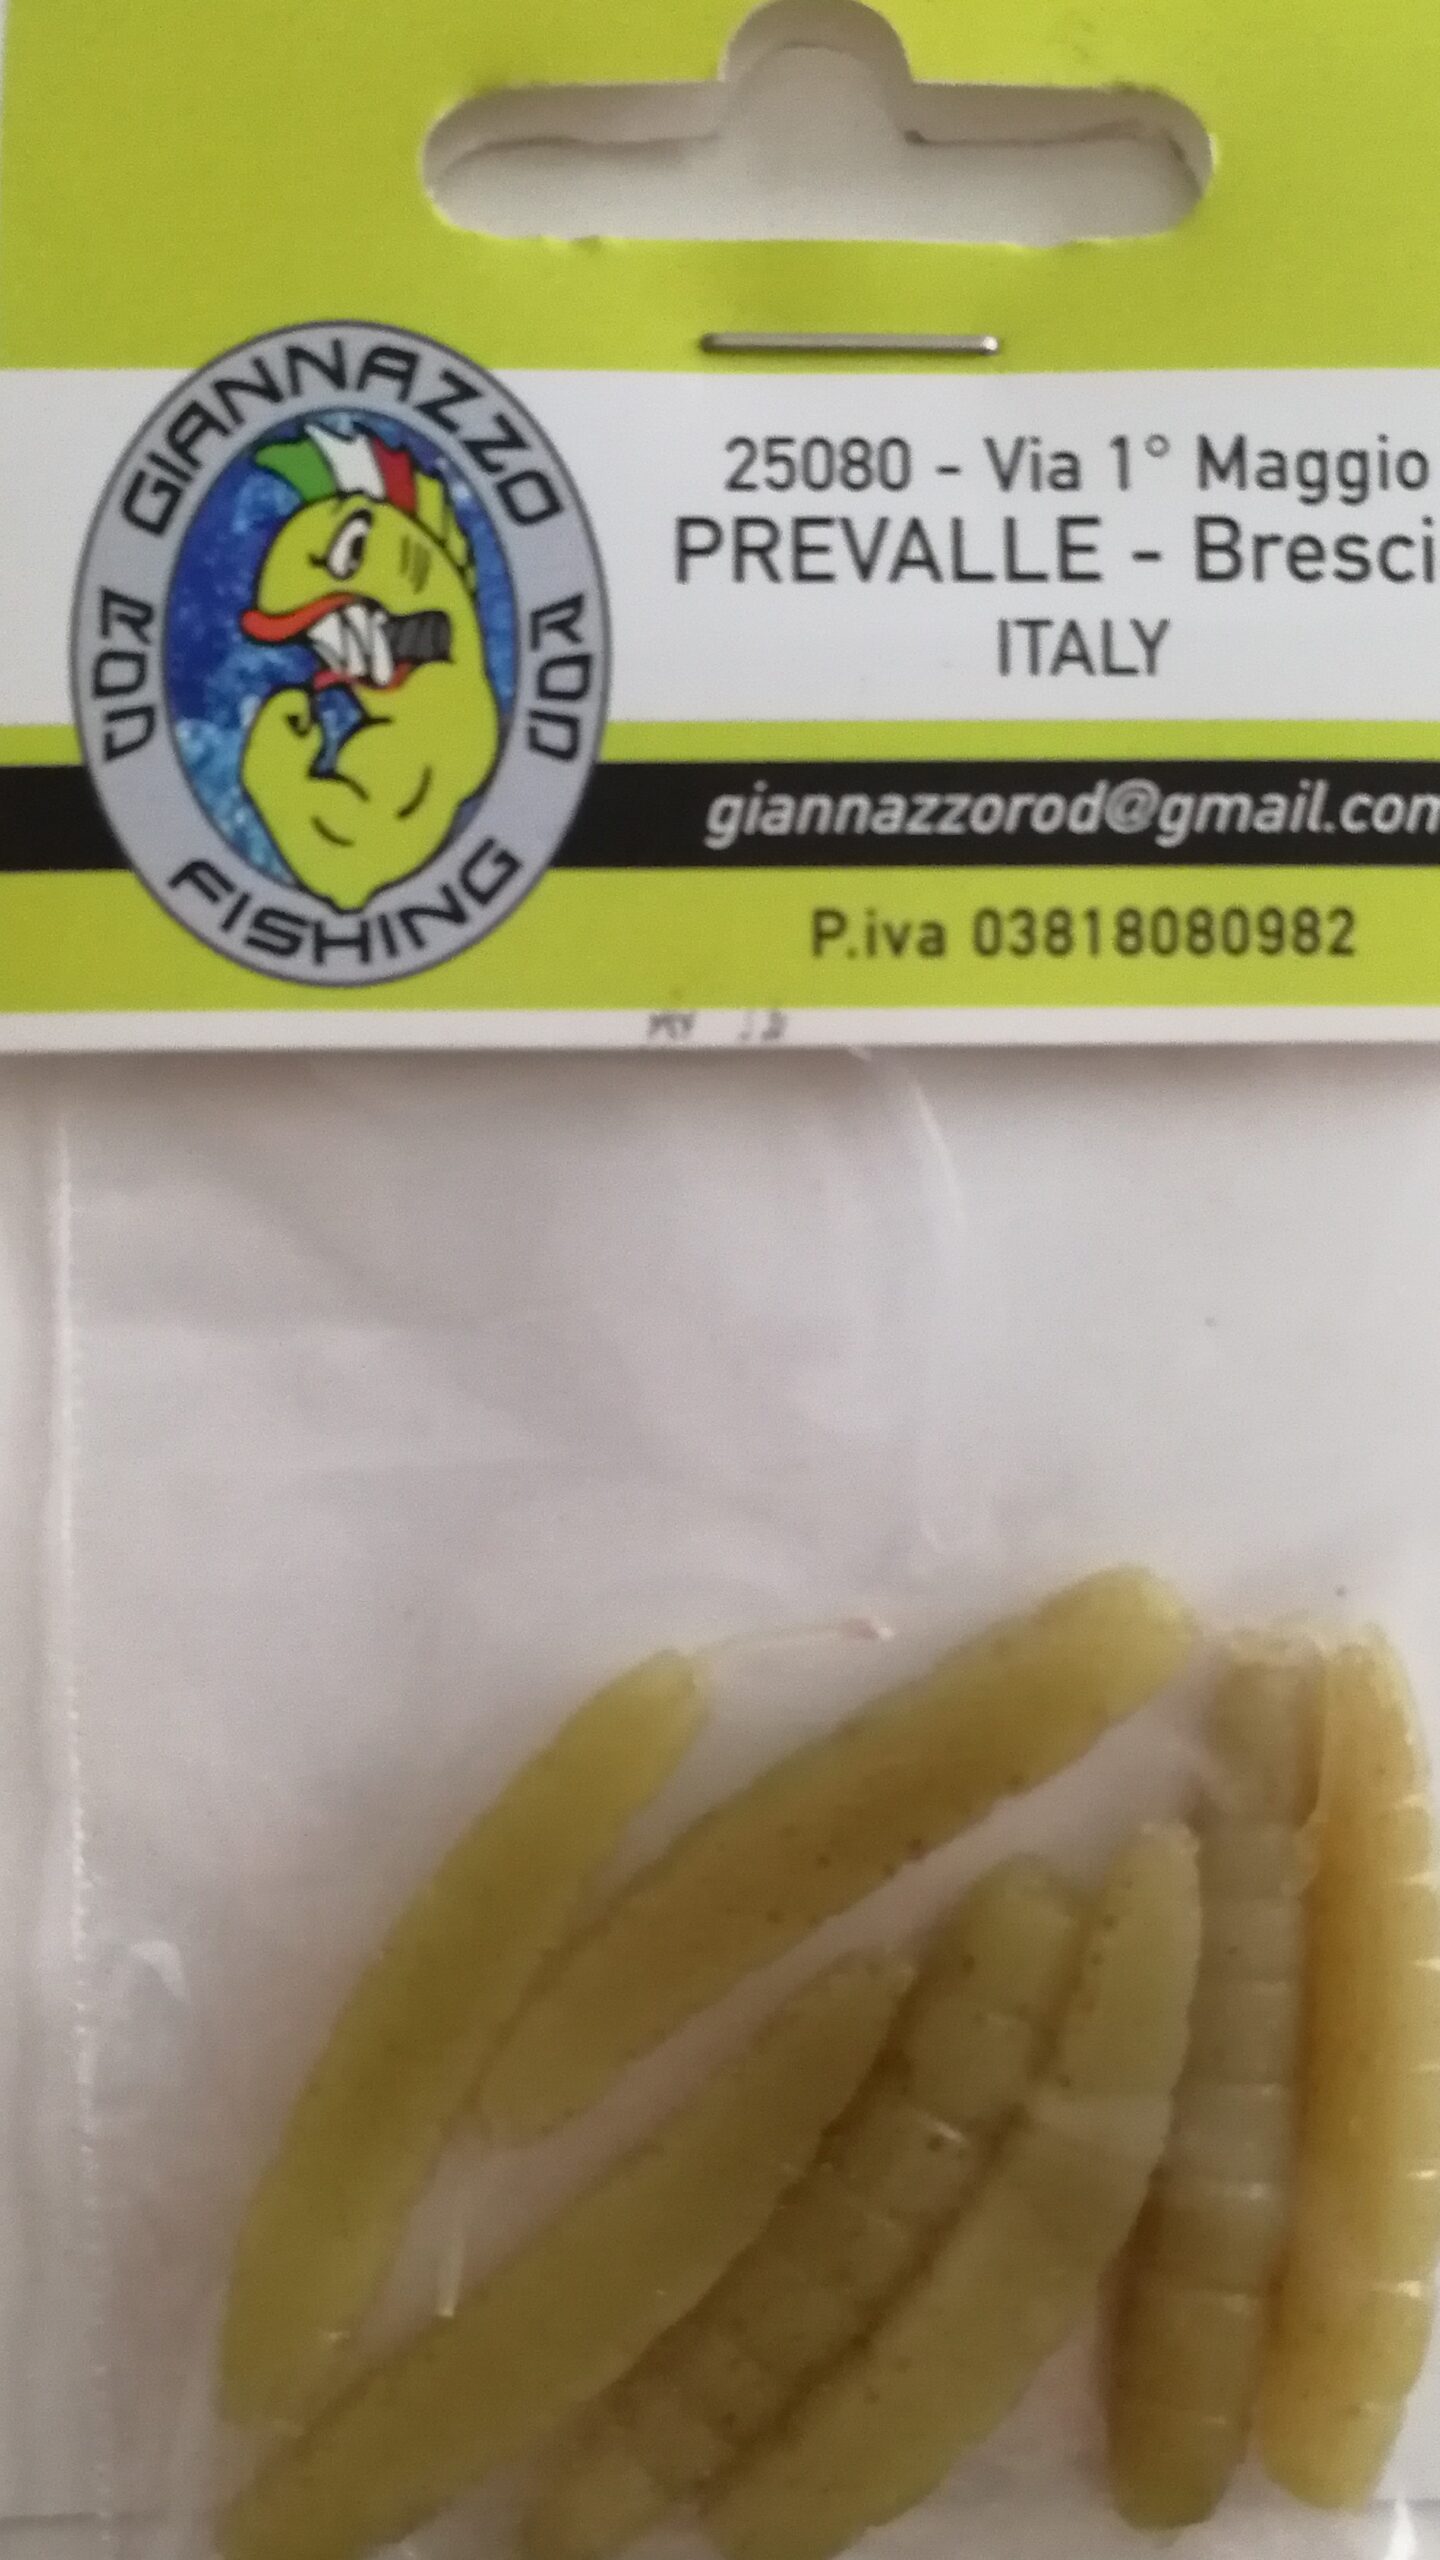 GIANNAZZO
ROD
ROD
FISHING
25080 - Via 1° Maggio
PREVALLE - Bresci
ITALY
giannazzorod@gmail.com
P.iva 03818080982